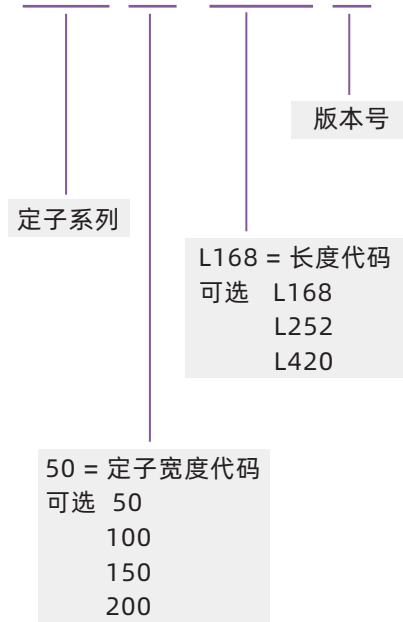 版本号
定子系列
L168 = 长度代码
可选 L168
L252
L420
50 = 定子宽度代码
可选 50
100
150
200